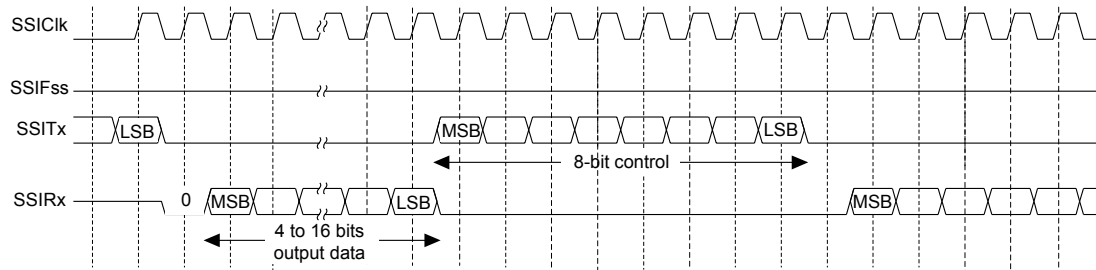 SSIClk
SSIFss
SSITx
LSB
MSB
LSB
8-bit control
SSIRx
0
MSB
LSB
MSB
4 to 16 bits
output data